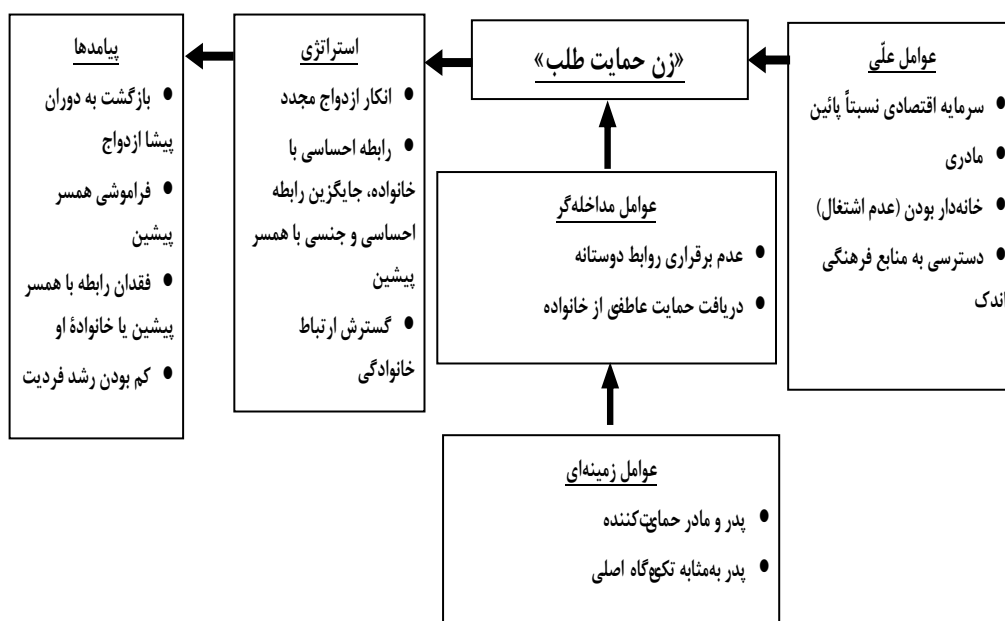 عوامل علّی
• سرمایه اقتصادی نسبتاً پائین
• مادری
• خانه‌دار بودن (عدم اشتغال)
• دسترسی به منابع فرهنگی
اندک
«زن حمایت طلب»
عوامل مداخله‌گر
• عدم برقراری روابط دوستانه
• دریافت حمایت عاطفی از خانواده
عوامل زمینه‌ای
• پدر و مادر حمایت‌کننده
• پدر به‌مثابه تکیه‌گاه اصلی
استراتژی
• انکار ازدواج مجدد
• رابطه احساسی با
خانواده، جایگزین رابطه
احساسی و جنسی با همسر
پیشین
• گسترش ارتباط
خانوادگی
پیامدها
• بازگشت به دوران
پیشا ازدواج
• فراموشی همسر
پیشین
• فقدان رابطه با همسر
پیشین یا خانوادهٔ او
• کم بودن رشد فردیت